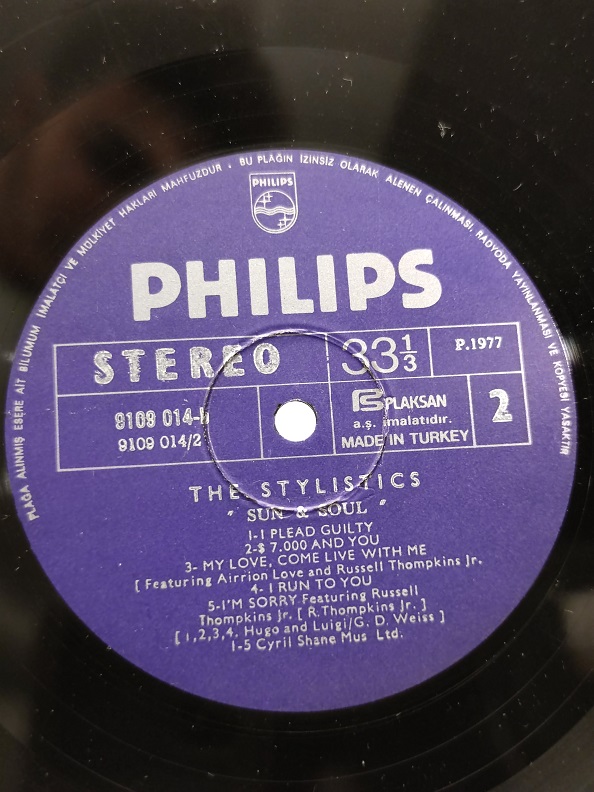 PLAĞA ALINMIŞ ESERE AİT BİLUMUM İMALATÇI VE MÜLKİYET HAKLARI MAHFUZDUR . BU PLAĞIN İZİNSİZ OLARAK ALENEN ÇALINMASI, RADYODA YAYINLANMASI VE KOPYESİ YASAKTIR
PHILIPS
PHILIPS
STEREO
33 1/3
P.1977
9109 014-
9109 014/2
PLAKSAN
a.ş. imalatıdır.
MADE IN TURKEY
2
THE STYLISTICS
" SUN & SOUL "
1-I PLEAD GUILTY
2-$ 7.000 AND YOU
3- MY LOVE, COME LIVE WITH ME
[ Featuring Airrion Love and Russell Thompkins Jr.
4- I RUN TO YOU
5-I'M SORRY Featuring Russell
Thompkins Jr. [ R.Thompkins Jr. ]
[ 1,2,3,4, Hugo and Luigi/G. D. Weiss ]
1-5 Cyril Shane Mus Ltd.